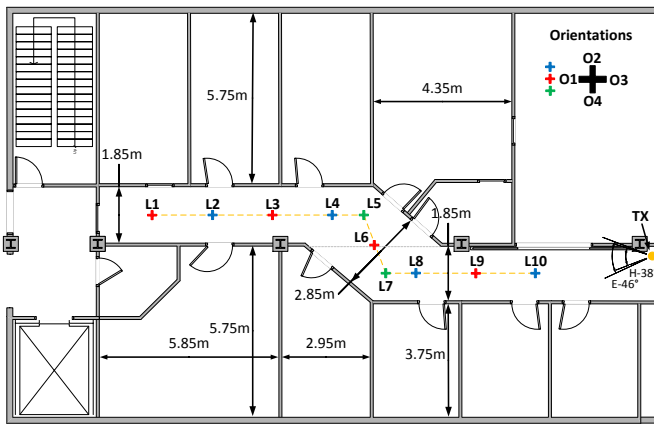 Orientations
O2
O1
O3
O4
5.75m
4.35m
1.85m
L1
L2
L3
L4
L5
1.85m
TX
L6
L7
L8
L9
L10
H-38
E-46°
2.85m
5.75m
5.85m
2.95m
3.75m